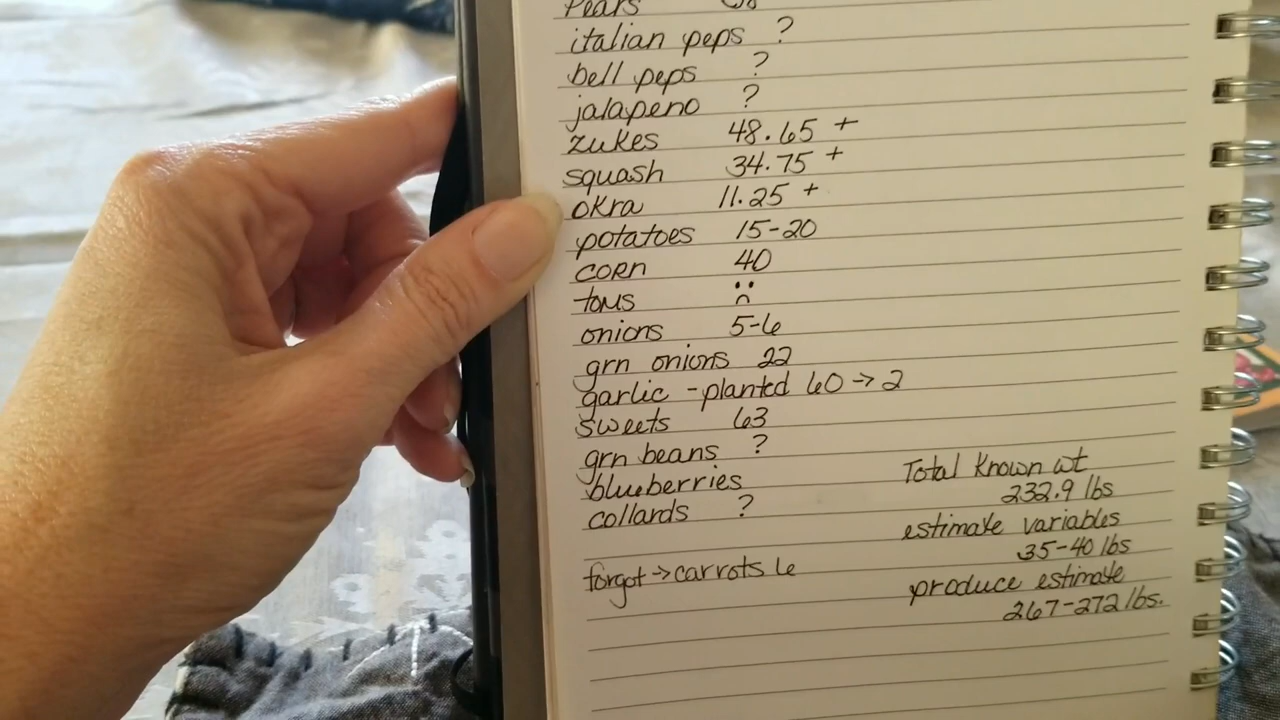 Pears
italian peps ?
bell peps ?
jalapeno ?
zukes 48.65 +
squash 34.75 +
okra 11.25 +
potatoes 15-20
corn 40
toms
onions 5-6
grn onions 22
garlic - planted 60 → 2
sweets 63
grn beans ?
blueberries
collards ?
forgot → carrots 6
Total Known wt
232.9 lbs
estimate variables
35-40 lbs
produce estimate
267-272 lbs.